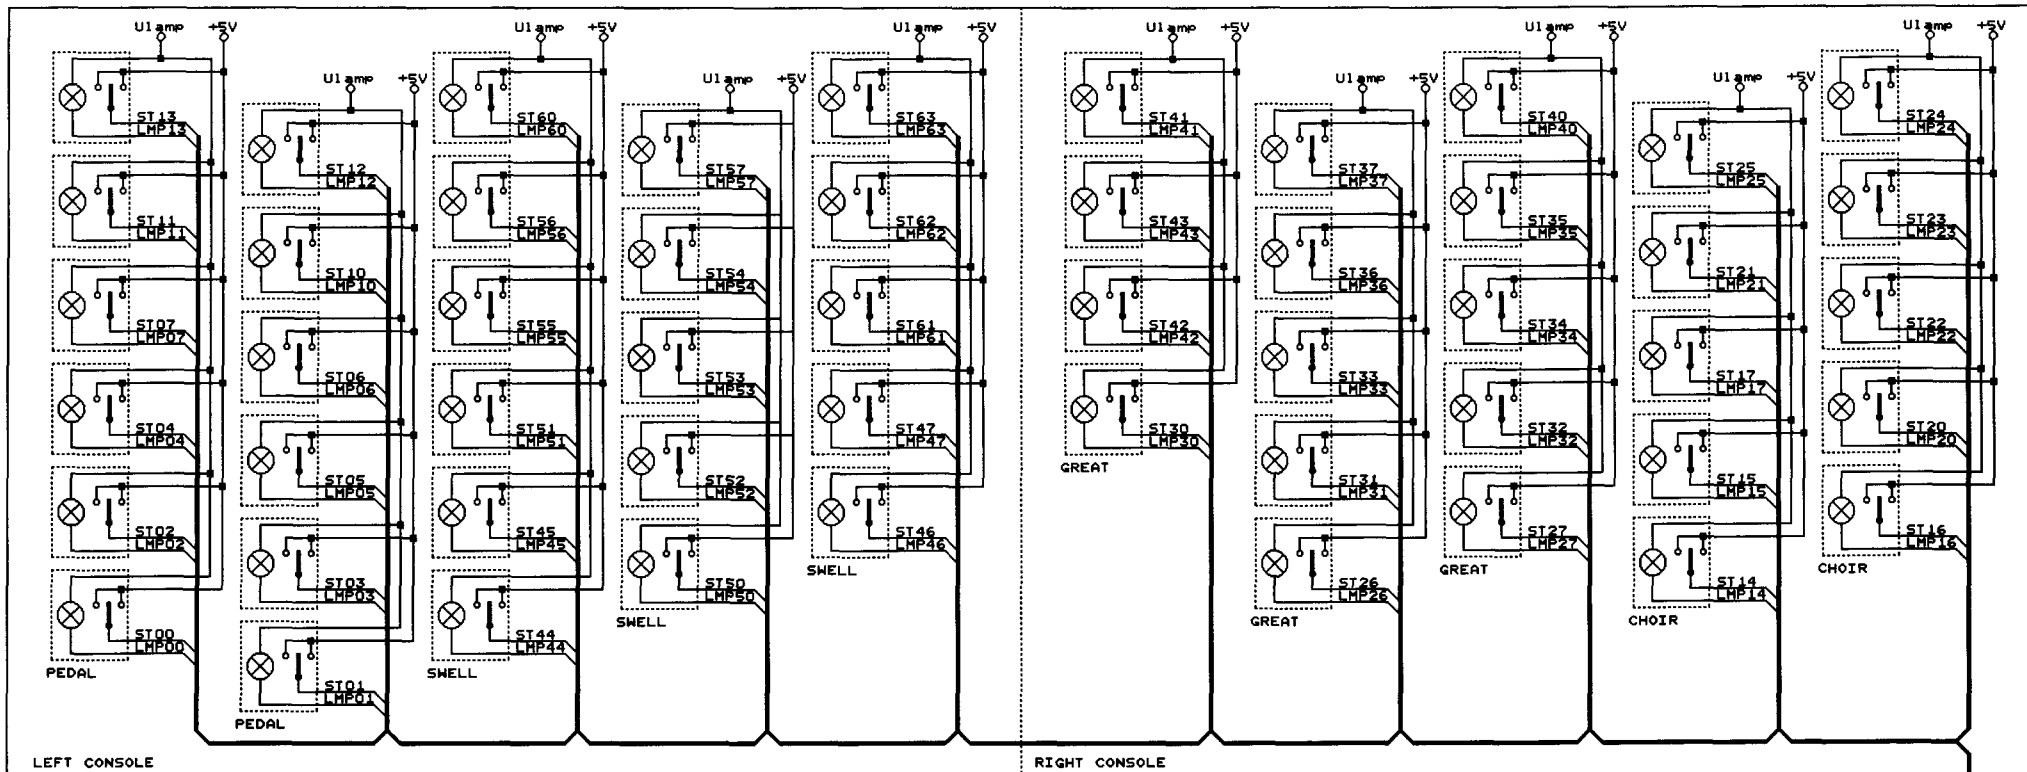 Ulamp +5V
ST13
LMP13
ST11
LMP11
ST07
LMP07
ST04
LMP04
ST02
LMP02
ST00
LMP00
PEDAL
Ulamp +5V
ST12
LMP12
ST10
LMP10
ST06
LMP06
ST05
LMP05
ST03
LMP03
ST01
LMP01
PEDAL
Ulamp +5V
ST60
LMP60
ST56
LMP56
ST55
LMP55
ST51
LMP51
ST45
LMP45
ST44
LMP44
SWELL
Ulamp +5V
ST57
LMP57
ST54
LMP54
ST53
LMP53
ST52
LMP52
ST50
LMP50
SWELL
Ulamp +5V
ST63
LMP63
ST62
LMP62
ST61
LMP61
ST47
LMP47
ST46
LMP46
SWELL
LEFT CONSOLE
Ulamp +5V
ST41
LMP41
ST43
LMP43
ST42
LMP42
ST30
LMP30
GREAT
Ulamp +5V
ST37
LMP37
ST36
LMP36
ST33
LMP33
ST31
LMP31
ST26
LMP26
GREAT
Ulamp +5V
ST40
LMP40
ST35
LMP35
ST34
LMP34
ST32
LMP32
ST27
LMP27
GREAT
Ulamp +5V
ST25
LMP25
ST21
LMP21
ST17
LMP17
ST15
LMP15
ST14
LMP14
CHOIR
Ulamp +5V
ST24
LMP24
ST23
LMP23
ST22
LMP22
ST20
LMP20
ST16
LMP16
CHOIR
RIGHT CONSOLE